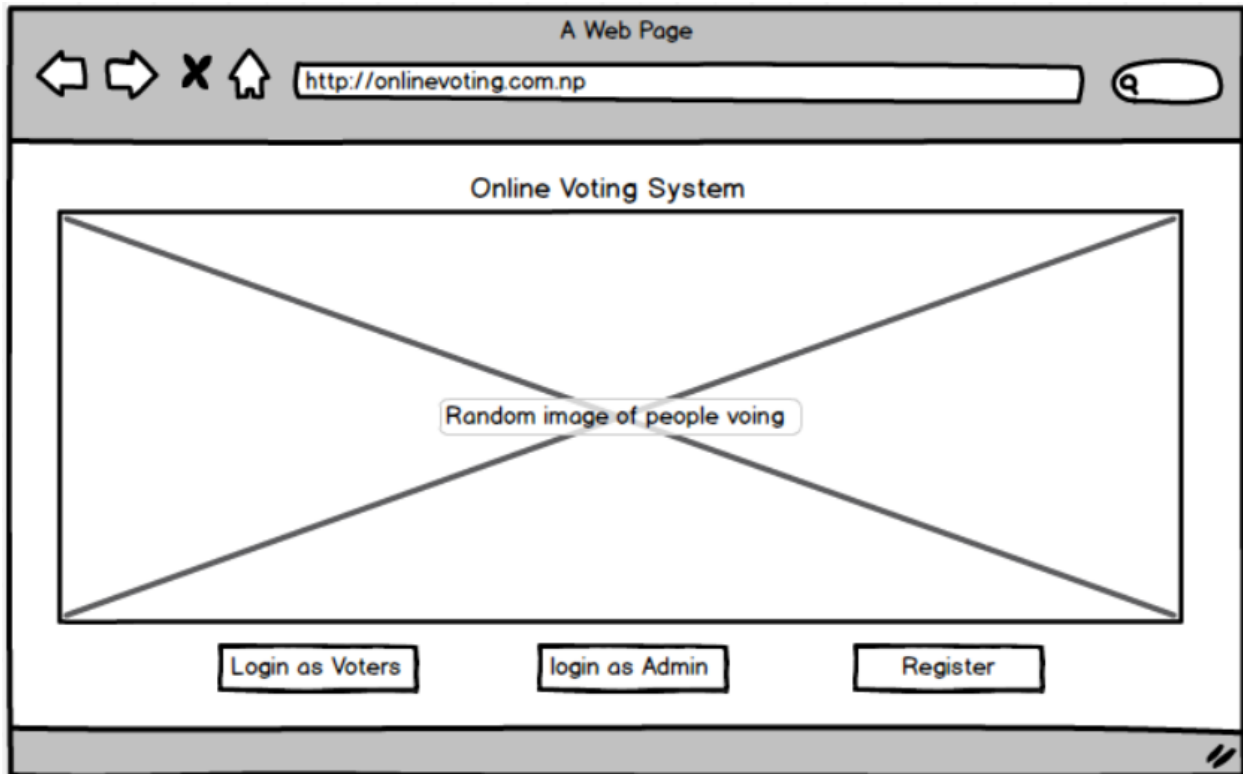 A Web Page
http://onlinevoting.com.np
Online Voting System
Random image of people voing
Login as Voters
login as Admin
Register